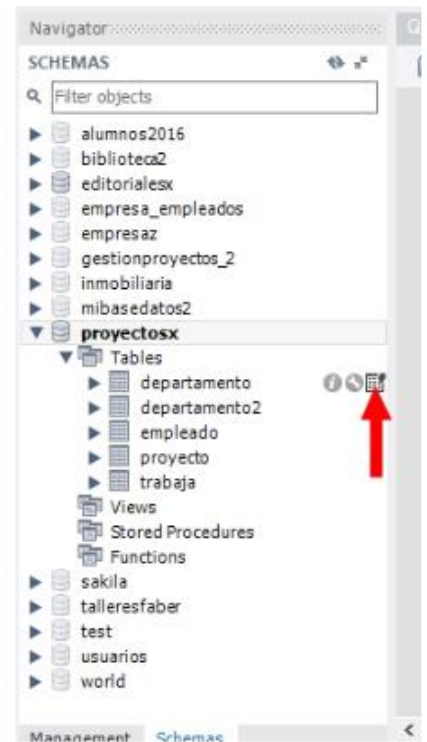 Navigator
SCHEMAS
Filter objects
alumnos2016
biblioteca2
editorialesx
empresa_empleados
empresaz
gestionproyectos_2
inmobiliaria
mibasedatos2
proyectosx
Tables
departamento
departamento2
empleado
proyecto
trabaja
Views
Stored Procedures
Functions
sakila
talleresfaber
test
usuarios
world
Management Schemas